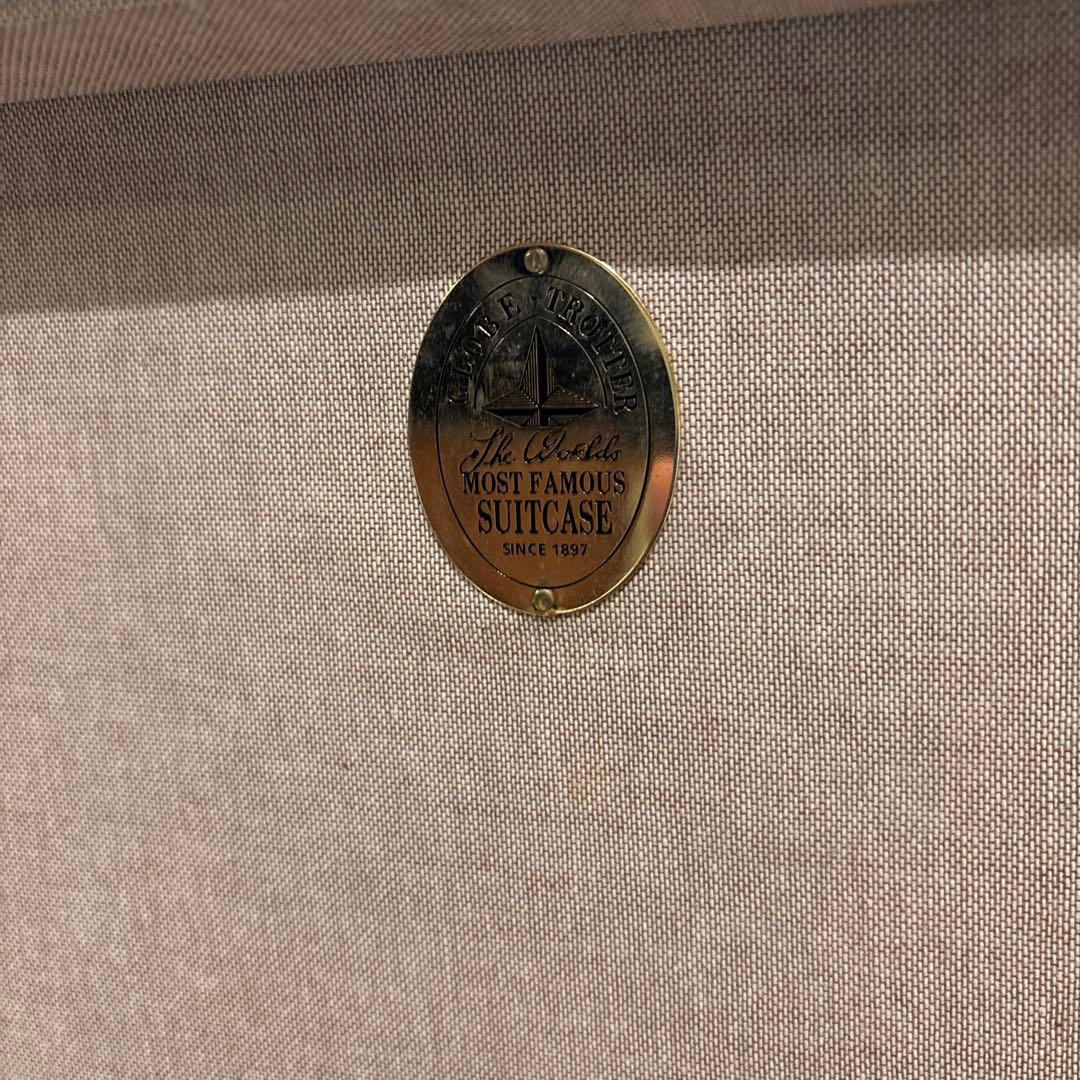 GLOBE-TROTTER
The Worlds
MOST FAMOUS
SUITCASE
SINCE 1897